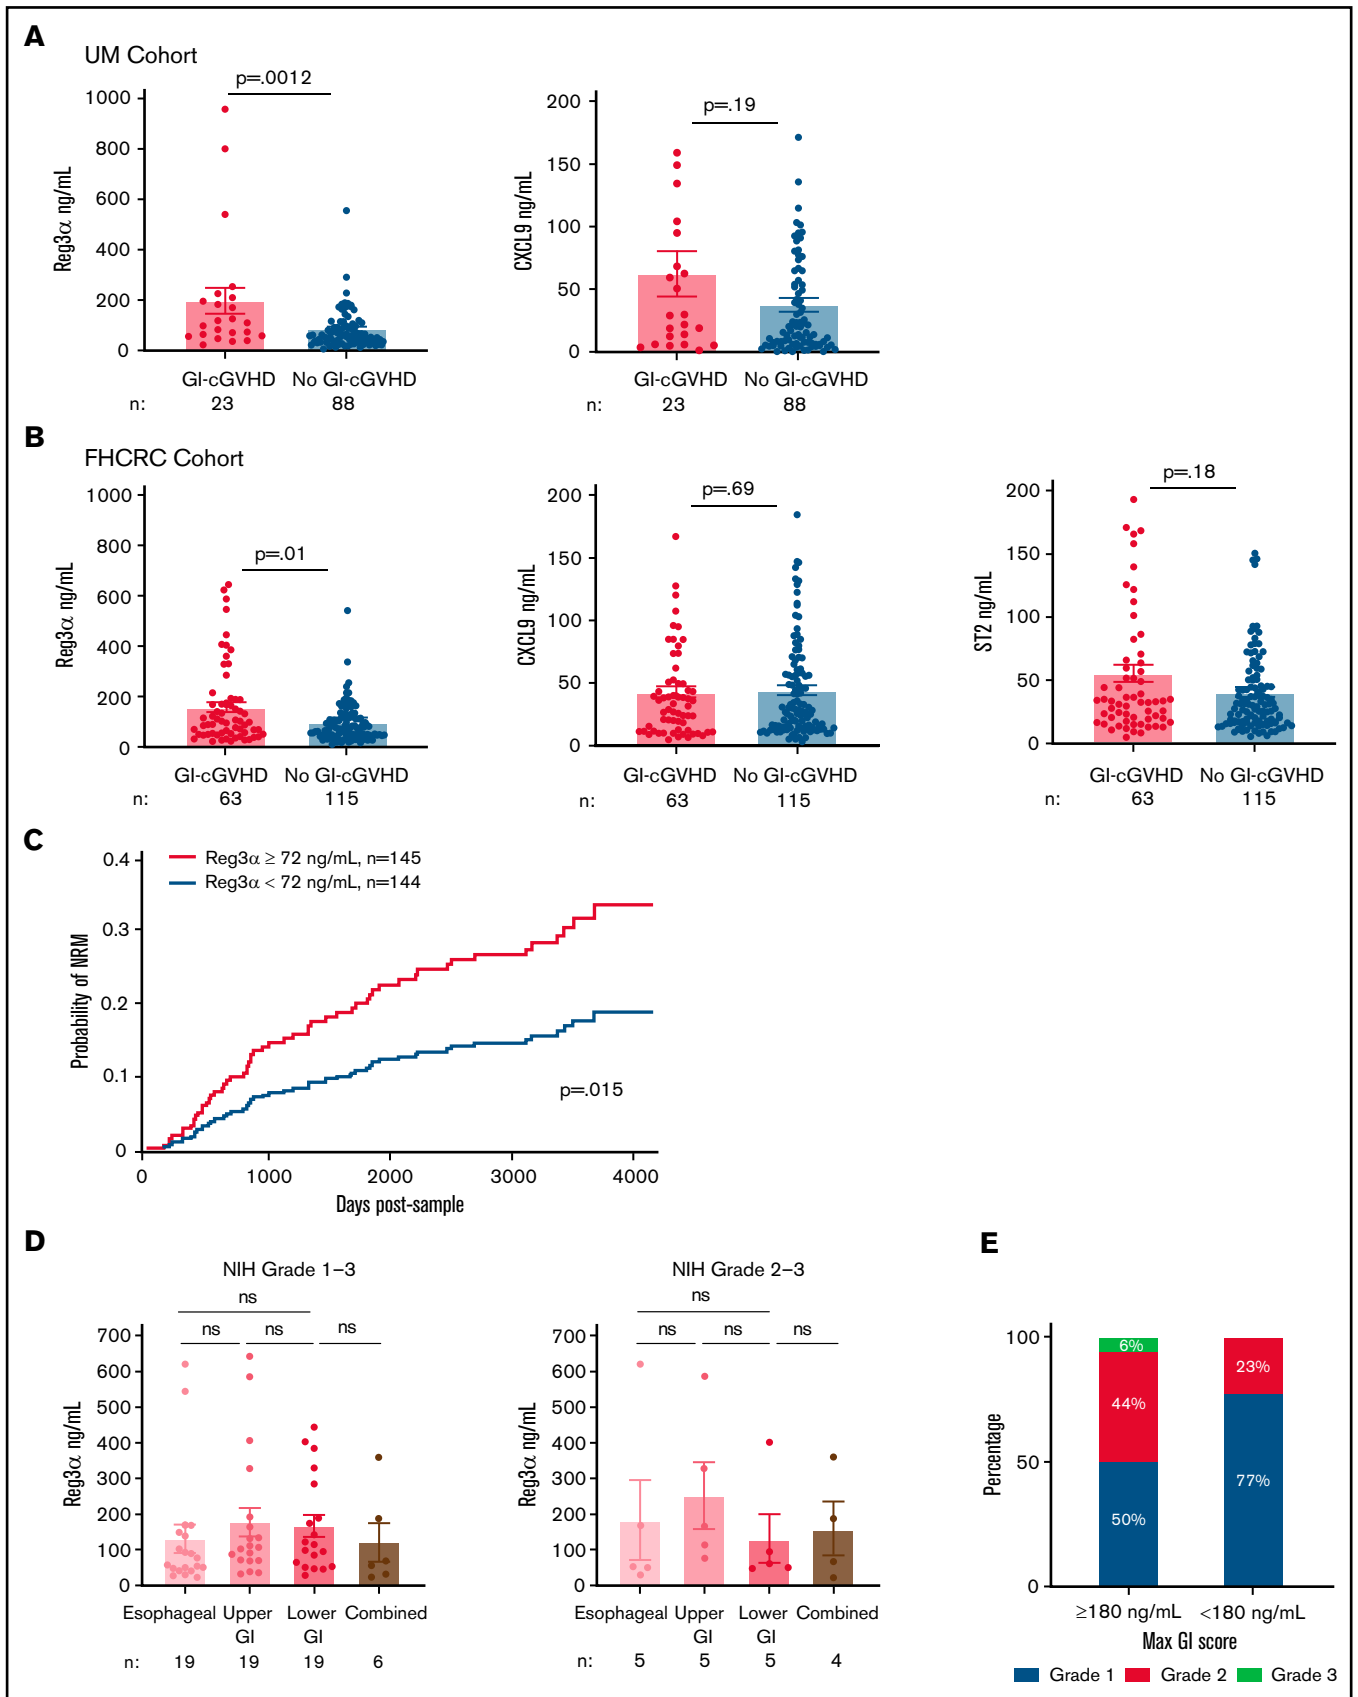 A
UM Cohort
p=.0012
1000
800
600
400
200
0
Reg3α ng/mL
GI-cGVHD No GI-cGVHD
n: 23 88
p=.19
200
150
100
50
0
CXCL9 ng/mL
GI-cGVHD No GI-cGVHD
n: 23 88
B
FHCRC Cohort
p=.01
1000
800
600
400
200
0
Reg3α ng/mL
GI-cGVHD No GI-cGVHD
n: 63 115
p=.69
200
150
100
50
0
CXCL9 ng/mL
GI-cGVHD No GI-cGVHD
n: 63 115
p=.18
200
150
100
50
0
ST2 ng/mL
GI-cGVHD No GI-cGVHD
n: 63 115
C
Reg3α ≥ 72 ng/mL, n=145
Reg3α < 72 ng/mL, n=144
0.4
0.3
0.2
0.1
0
Probability of NRM
p=.015
0 1000 2000 3000 4000
Days post-sample
D
NIH Grade 1–3
ns
ns ns ns
700
600
500
400
300
200
100
0
Reg3α ng/mL
Esophageal Upper GI Lower GI Combined
n: 19 19 19 6
NIH Grade 2–3
ns
ns ns ns
700
600
500
400
300
200
100
0
Reg3α ng/mL
Esophageal Upper GI Lower GI Combined
n: 5 5 5 4
E
100
50
0
Percentage
6%
44%
50%
23%
77%
≥180 ng/mL <180 ng/mL
Max GI score
Grade 1 Grade 2 Grade 3